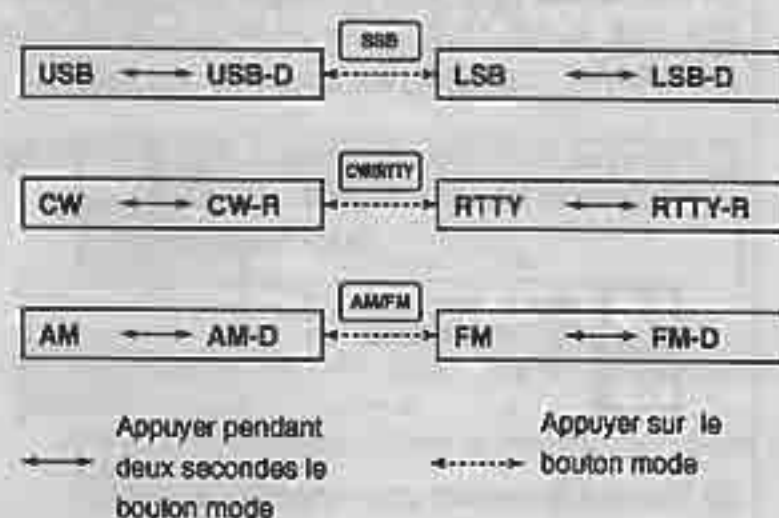 SSB
USB USB-D LSB LSB-D
CW/RTTY
CW CW-R RTTY RTTY-R
AM/FM
AM AM-D FM FM-D
Appuyer pendant
deux secondes le
bouton mode
Appuyer sur le
bouton mode